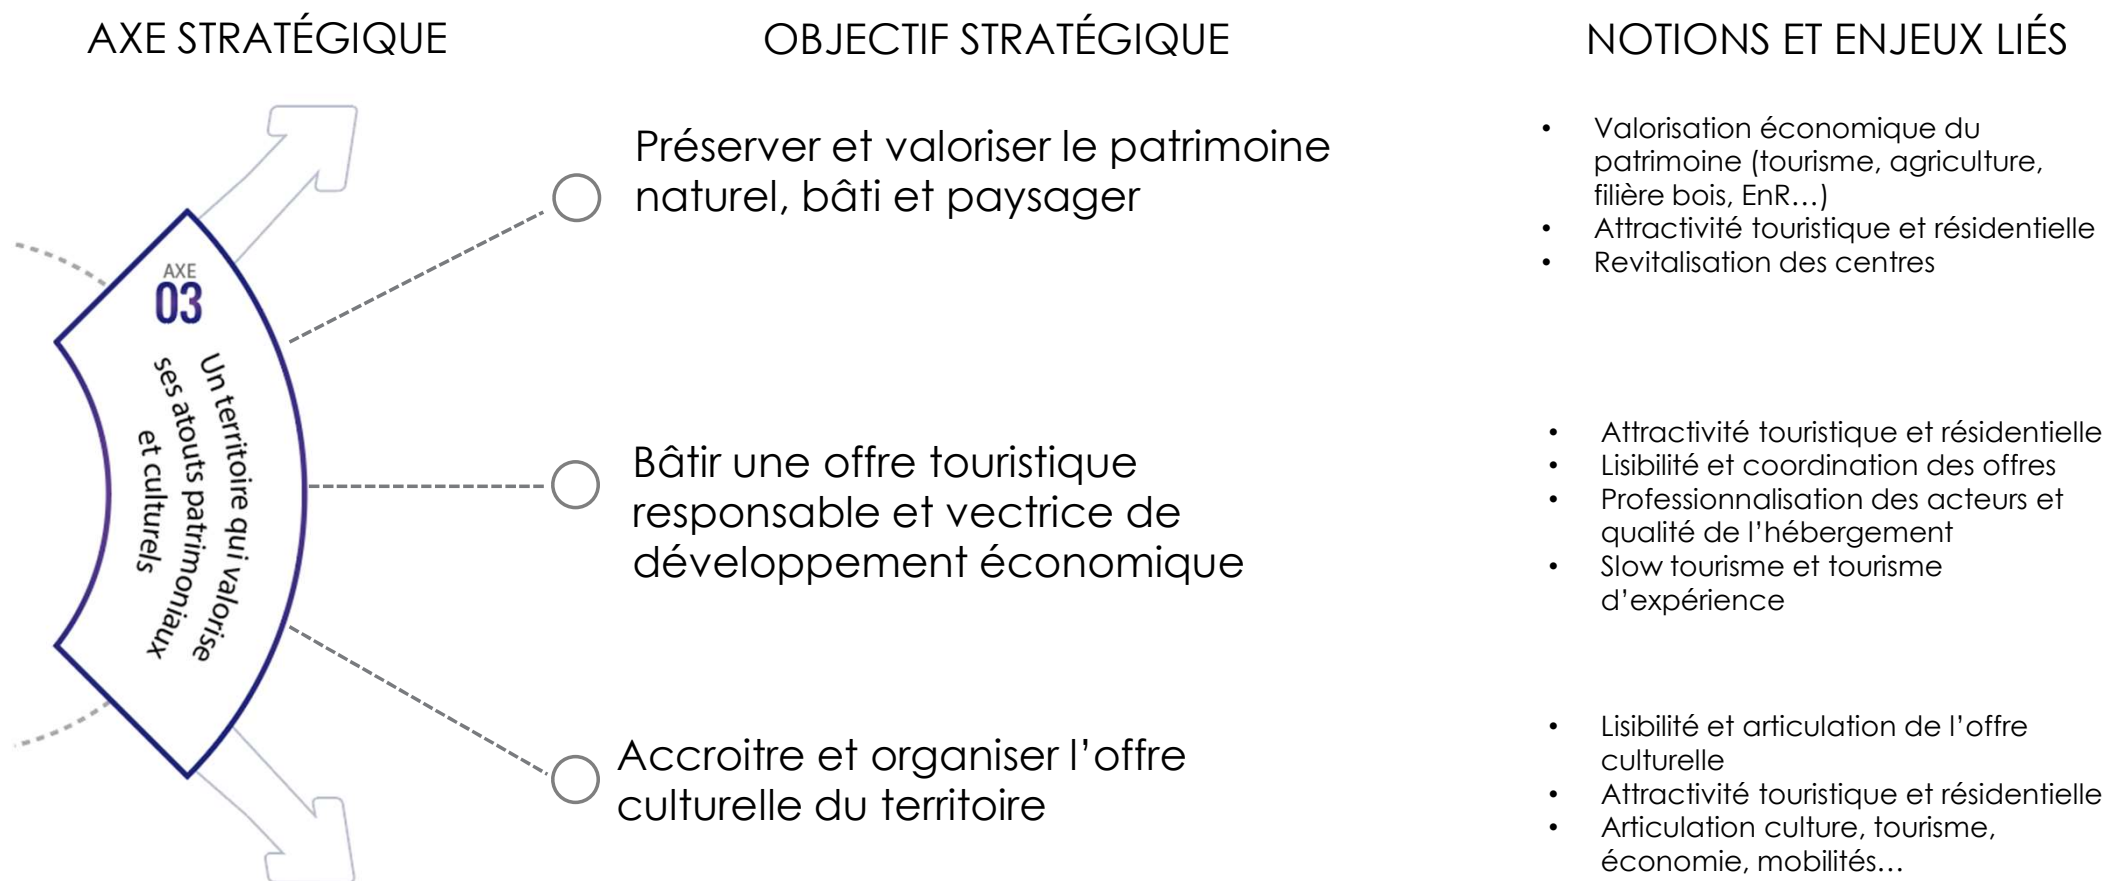 AXE STRATÉGIQUE
OBJECTIF STRATÉGIQUE
NOTIONS ET ENJEUX LIÉS
AXE
03
Un territoire qui valorise
ses atouts patrimoniaux
et culturels
Préserver et valoriser le patrimoine
naturel, bâti et paysager
• Valorisation économique du
patrimoine (tourisme, agriculture,
filière bois, EnR…)
• Attractivité touristique et résidentielle
• Revitalisation des centres
Bâtir une offre touristique
responsable et vectrice de
développement économique
• Attractivité touristique et résidentielle
• Lisibilité et coordination des offres
• Professionnalisation des acteurs et
qualité de l’hébergement
• Slow tourisme et tourisme
d’expérience
Accroitre et organiser l’offre
culturelle du territoire
• Lisibilité et articulation de l’offre
culturelle
• Attractivité touristique et résidentielle
• Articulation culture, tourisme,
économie, mobilités…